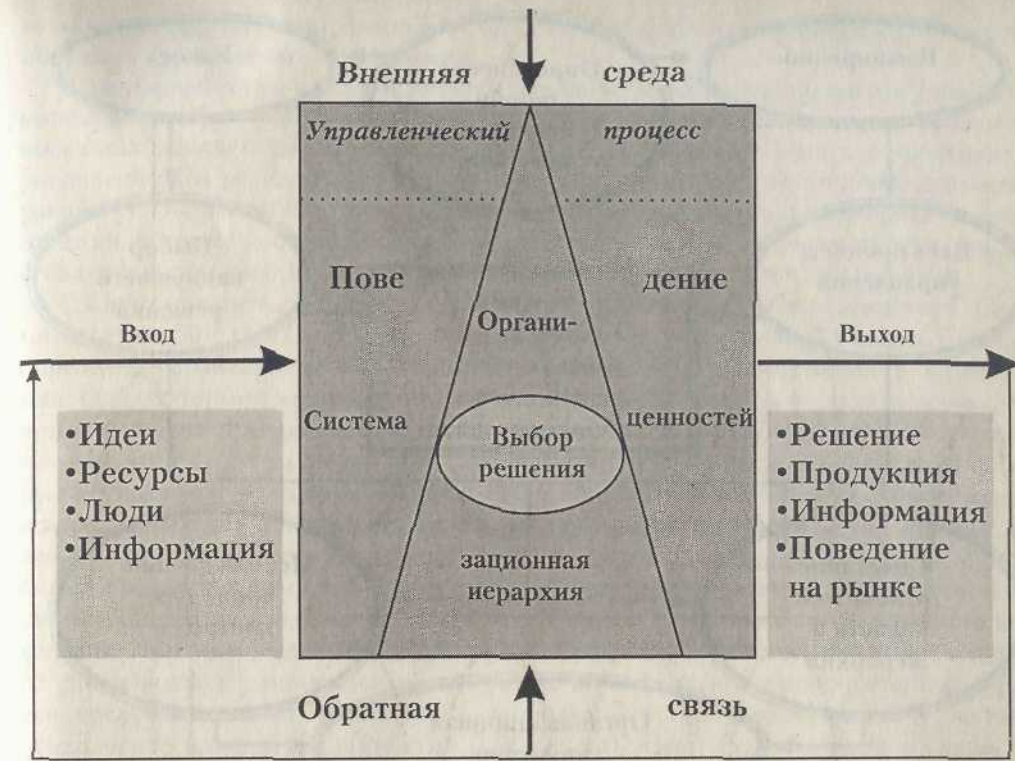 Внешняя среда
Управленческий процесс
Пове дение
Органи-
Вход
Выход
Система ценностей
Выбор
решения
•Идеи
•Ресурсы
•Люди
•Информация
•Решение
•Продукция
•Информация
•Поведение
на рынке
зационная
иерархия
Обратная связь